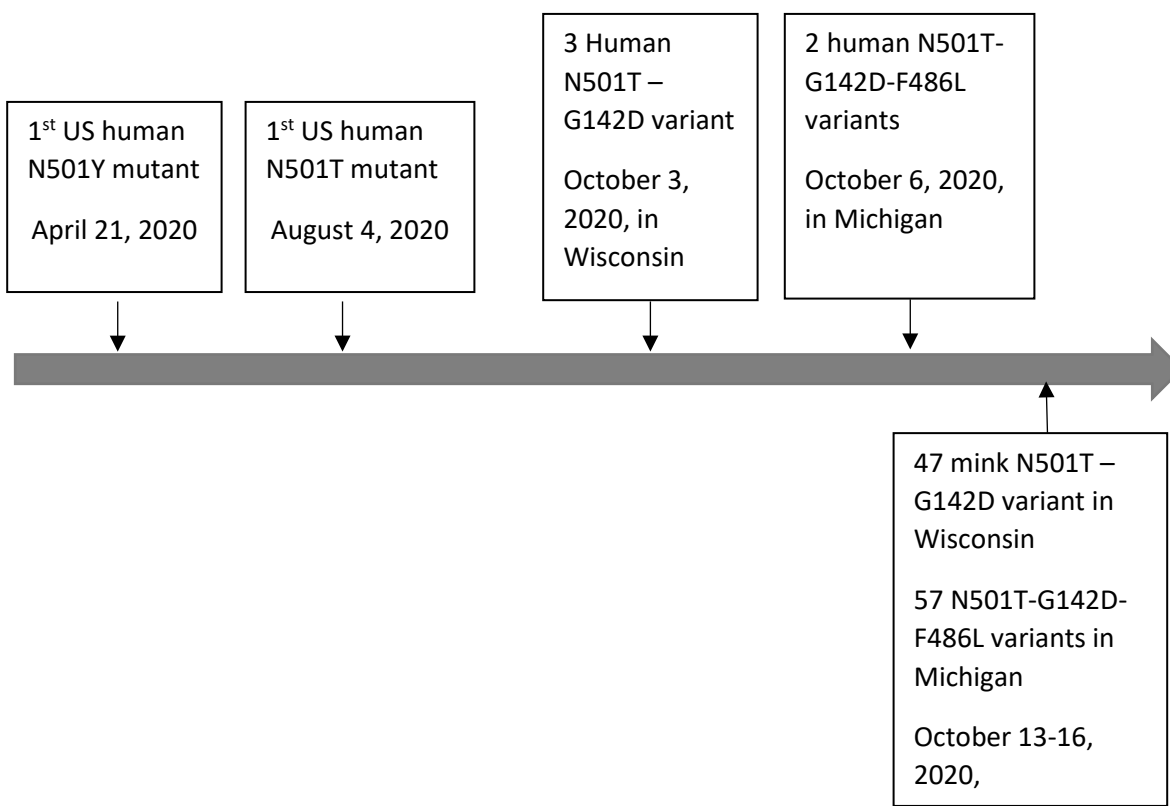 1st US human
N501Y mutant
April 21, 2020
1st US human
N501T mutant
August 4, 2020
3 Human
N501T –
G142D variant
October 3,
2020, in
Wisconsin
2 human N501T-
G142D-F486L
variants
October 6, 2020,
in Michigan
47 mink N501T –
G142D variant in
Wisconsin
57 N501T-G142D-
F486L variants in
Michigan
October 13-16,
2020,